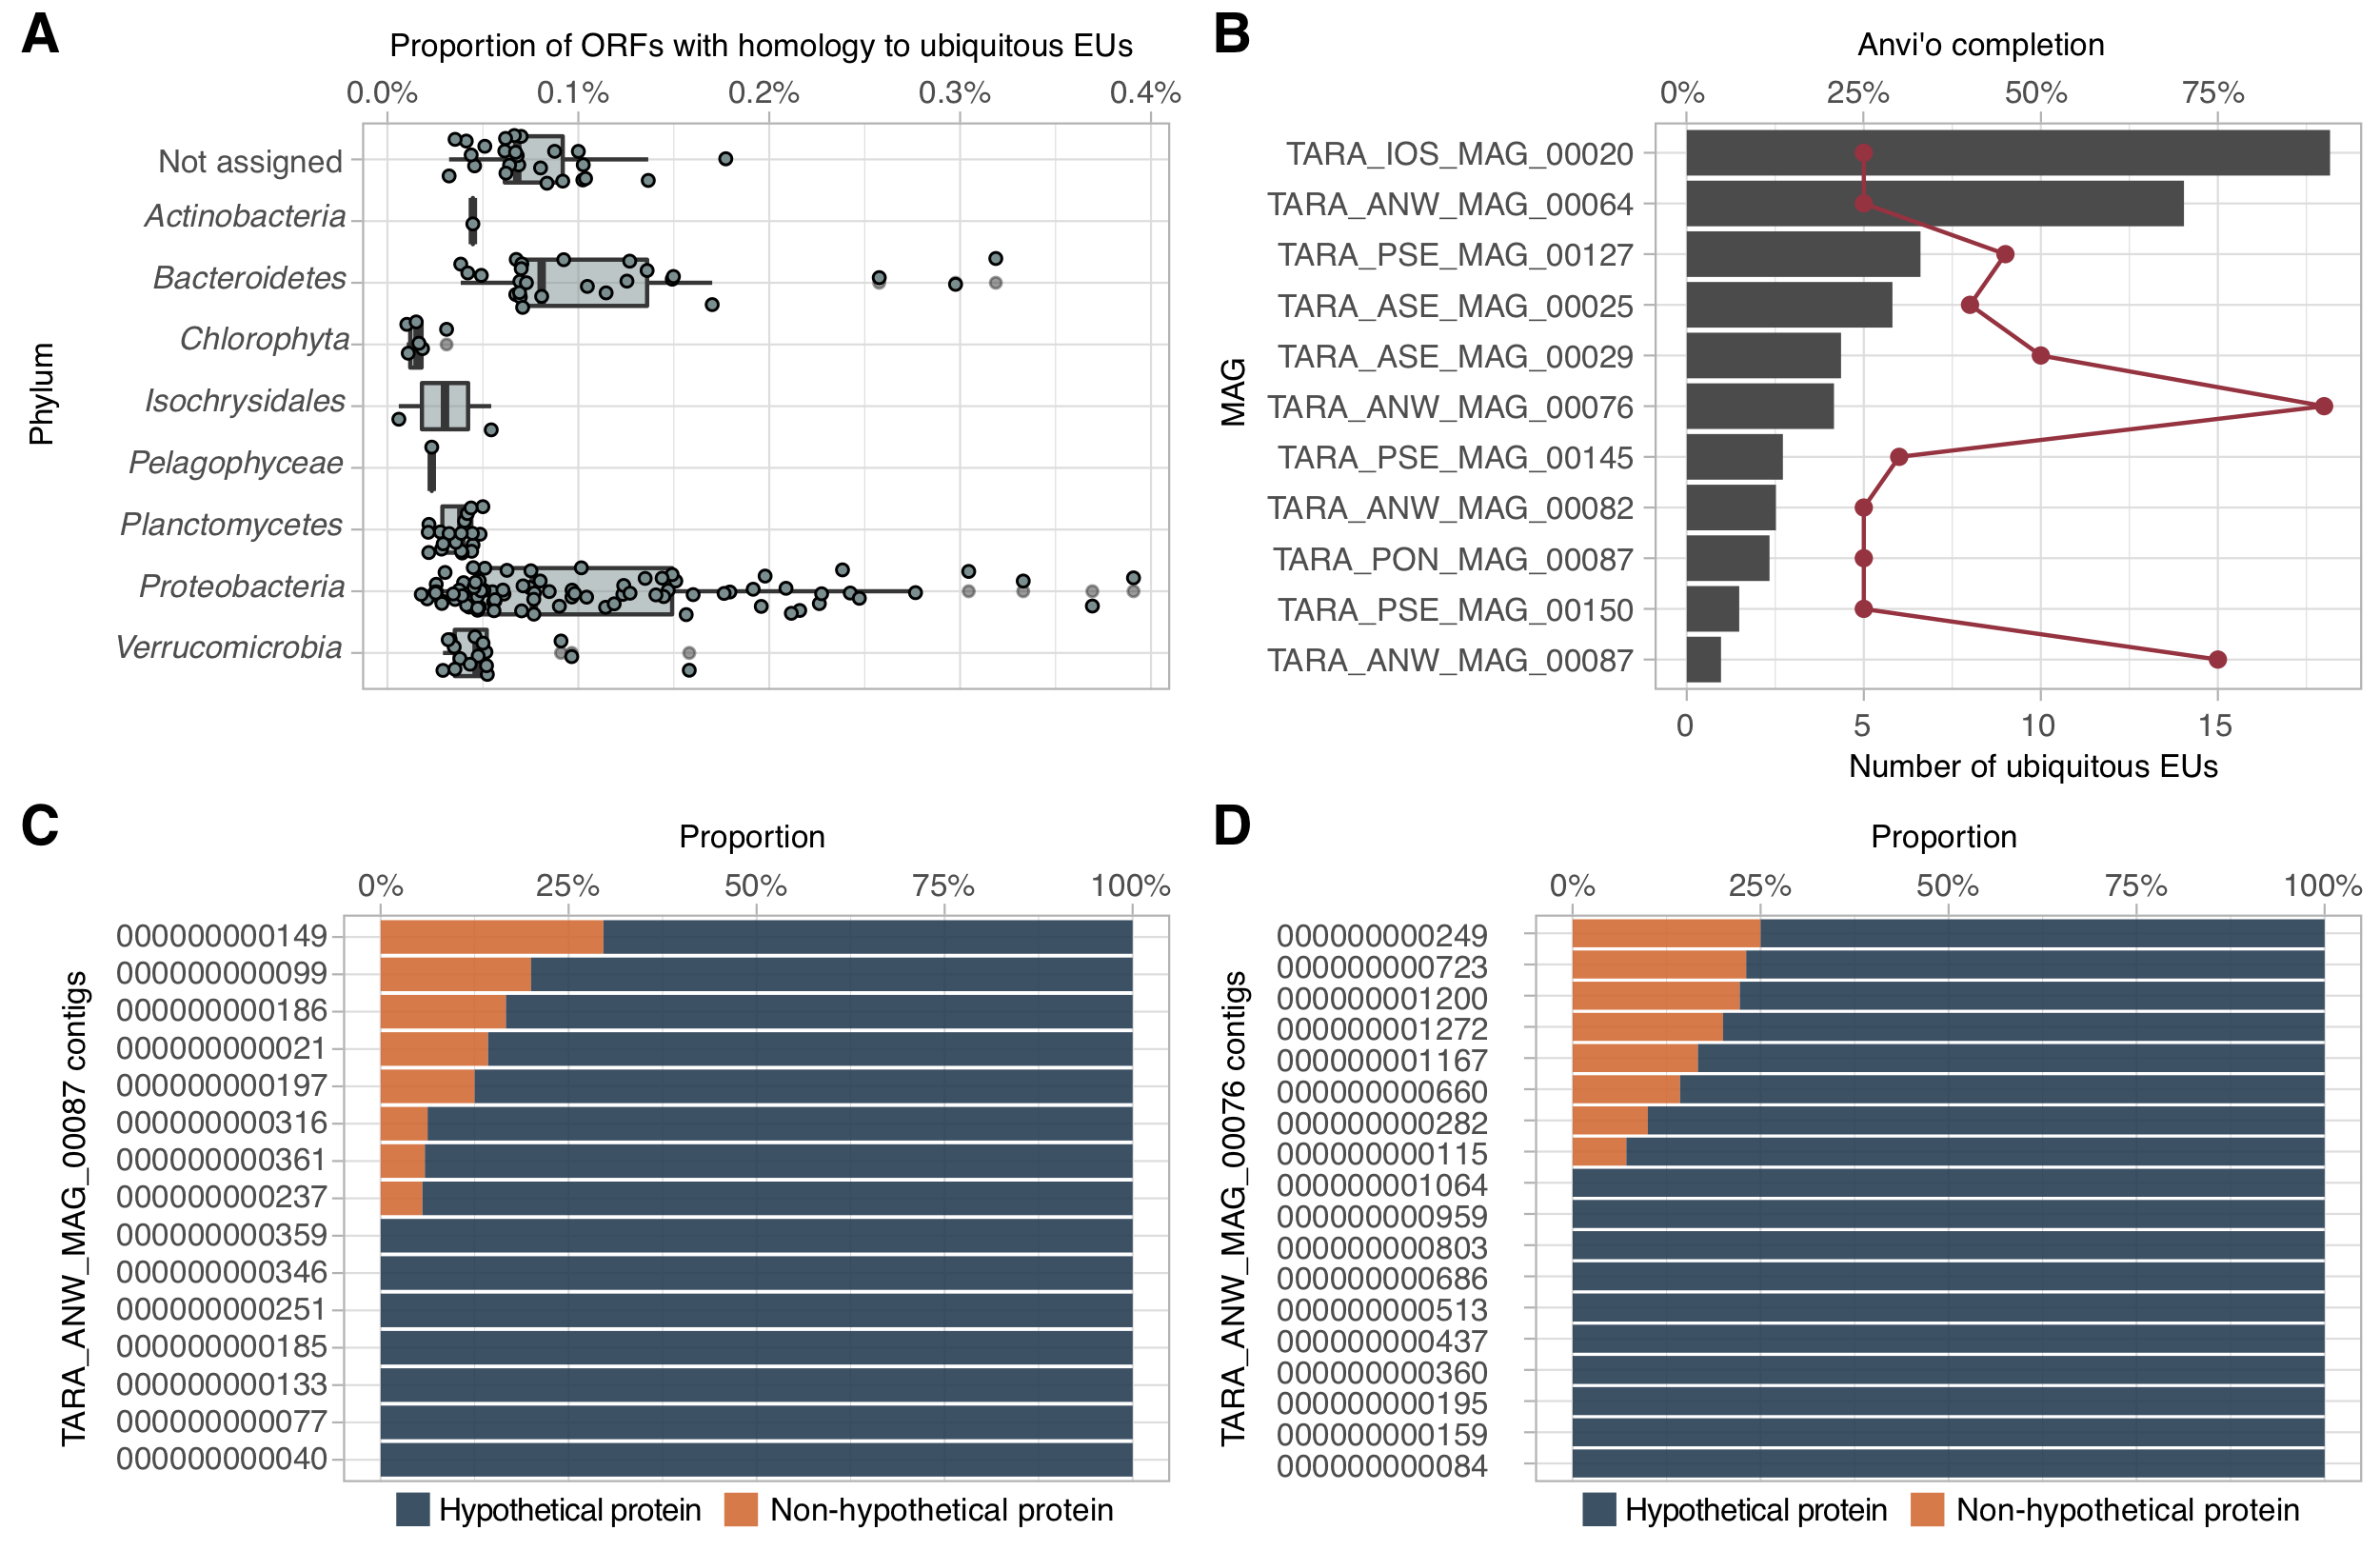 A
Proportion of ORFs with homology to ubiquitous EUs
0.0% 0.1% 0.2% 0.3% 0.4%
Phylum
Not assigned
Actinobacteria
Bacteroidetes
Chlorophyta
Isochrysidales
Pelagophyceae
Planctomycetes
Proteobacteria
Verrucomicrobia
B
Anvi'o completion
0% 25% 50% 75%
MAG
TARA_IOS_MAG_00020
TARA_ANW_MAG_00064
TARA_PSE_MAG_00127
TARA_ASE_MAG_00025
TARA_ASE_MAG_00029
TARA_ANW_MAG_00076
TARA_PSE_MAG_00145
TARA_ANW_MAG_00082
TARA_PON_MAG_00087
TARA_PSE_MAG_00150
TARA_ANW_MAG_00087
0 5 10 15
Number of ubiquitous EUs
C
Proportion
0% 25% 50% 75% 100%
TARA_ANW_MAG_00087 contigs
000000000149
000000000099
000000000186
000000000021
000000000197
000000000316
000000000361
000000000237
000000000359
000000000346
000000000251
000000000185
000000000133
000000000077
000000000040
Hypothetical protein Non-hypothetical protein
D
Proportion
0% 25% 50% 75% 100%
TARA_ANW_MAG_00076 contigs
000000000249
000000000723
000000001200
000000001272
000000001167
000000000660
000000000282
000000000115
000000001064
000000000959
000000000803
000000000686
000000000513
000000000437
000000000360
000000000195
000000000159
000000000084
Hypothetical protein Non-hypothetical protein